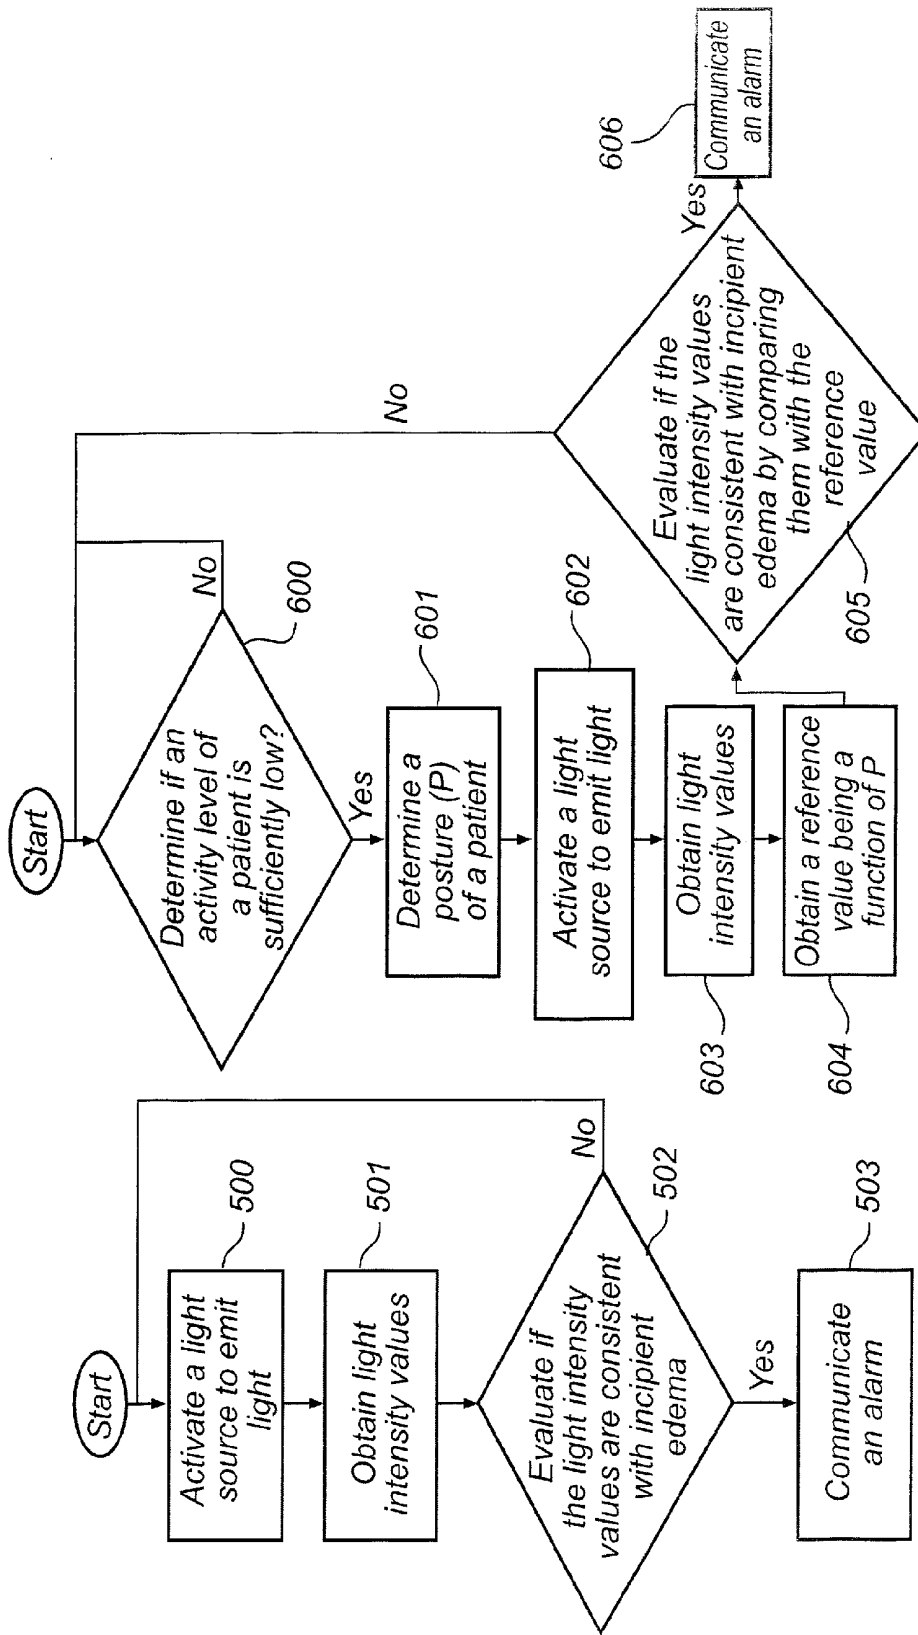 Start
Activate a light
source to emit
light
500
Obtain light
intensity values
501
Evaluate if
the light intensity
values are consistent
with incipient
edema
502
No
Yes
Communicate
an alarm
503
Start
Determine if an
activity level of
a patient is
sufficiently low?
600
No
Yes
Determine a
posture (P)
of a patient
601
Activate a light
source to emit light
602
Obtain light
intensity values
603
Obtain a reference
value being a
function of P
604
Evaluate if the
light intensity values
are consistent with incipient
edema by comparing
them with the
reference
value
605
No
Yes
Communicate
an alarm
606